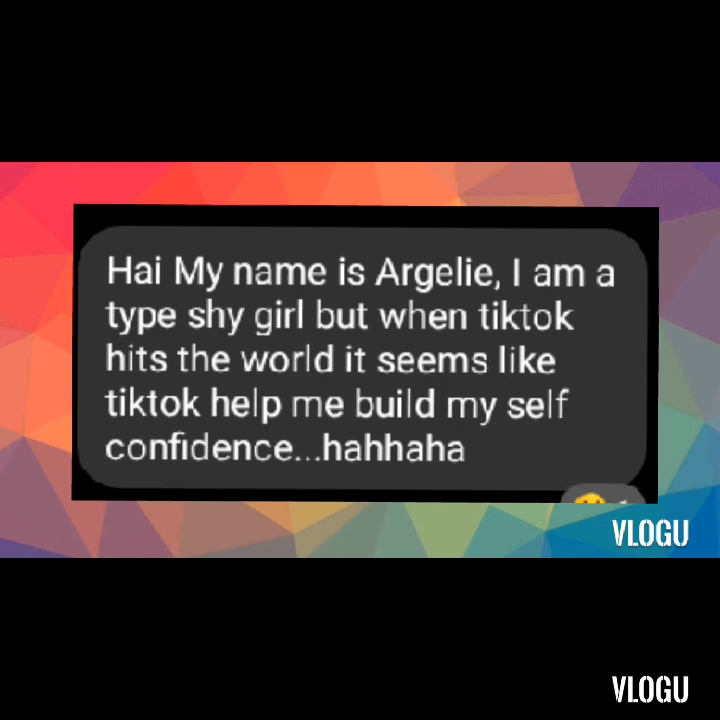 Hai My name is Argelie, I am a
type shy girl but when tiktok
hits the world it seems like
tiktok help me build my self
confidence...hahhaha
VLOGU
VLOGU